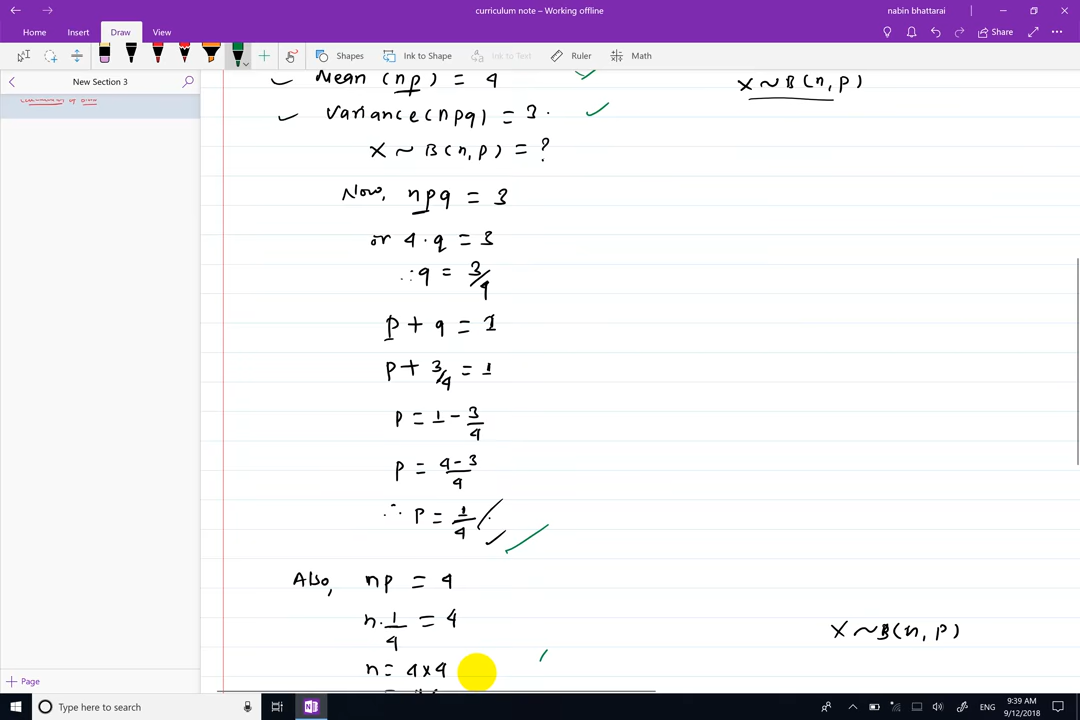 curriculum note – Working offline
nabin bhattarai
Home Insert Draw View
Share
Shapes Ink to Shape Ink to Text Ruler Math
New Section 3
Mean (np) = 4
X ~ B(n, p)
Variance(npq) = 3.
X ~ B(n, p) = ?
Now, npq = 3
or 4 · q = 3
∴ q = 3/4
p + q = 1
p + 3/4 = 1
p = 1 - 3/4
p = 4-3/4
∴ p = 1/4
Also, np = 4
n · 1/4 = 4
X ~ B(n, p)
n = 4×4
Page
Type here to search
ENG
9:39 AM
9/12/2018